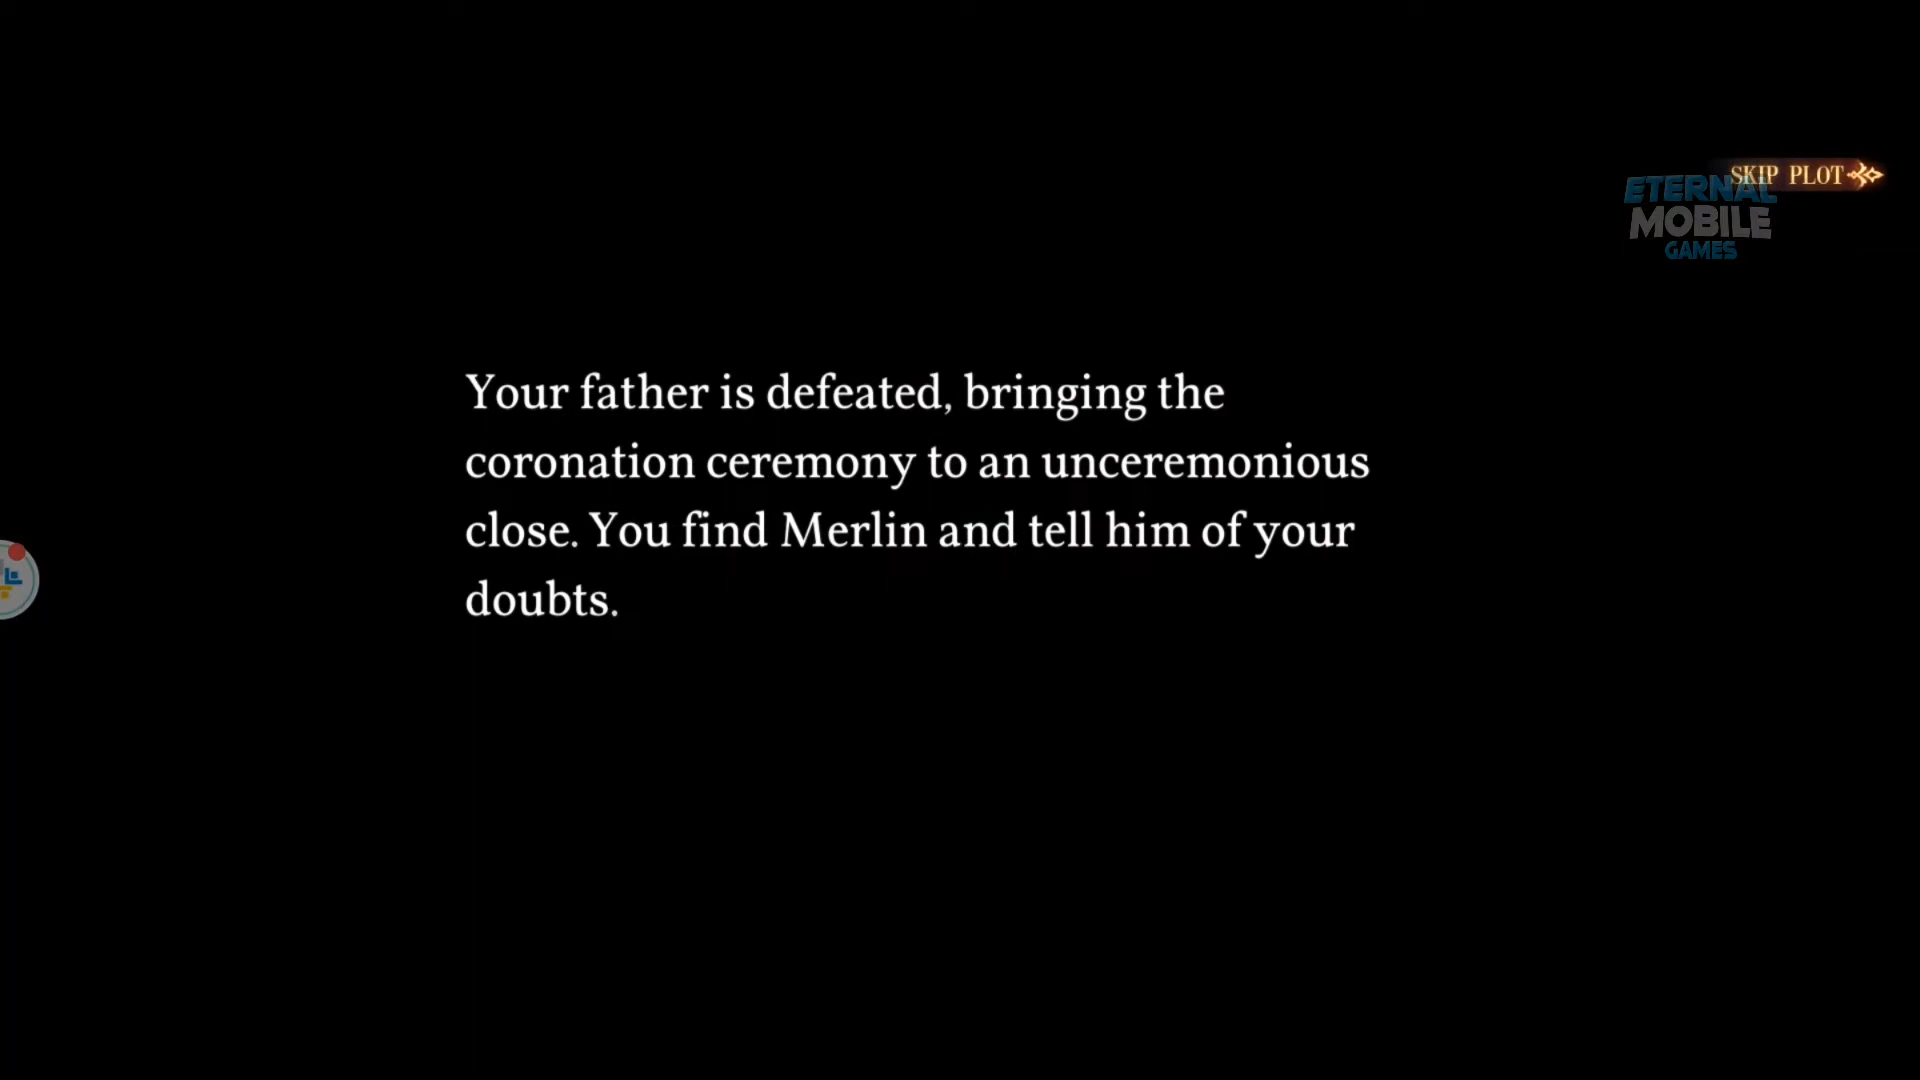 SKIP PLOT
ETERNAL
MOBILE
GAMES
Your father is defeated, bringing the
coronation ceremony to an unceremonious
close. You find Merlin and tell him of your
doubts.